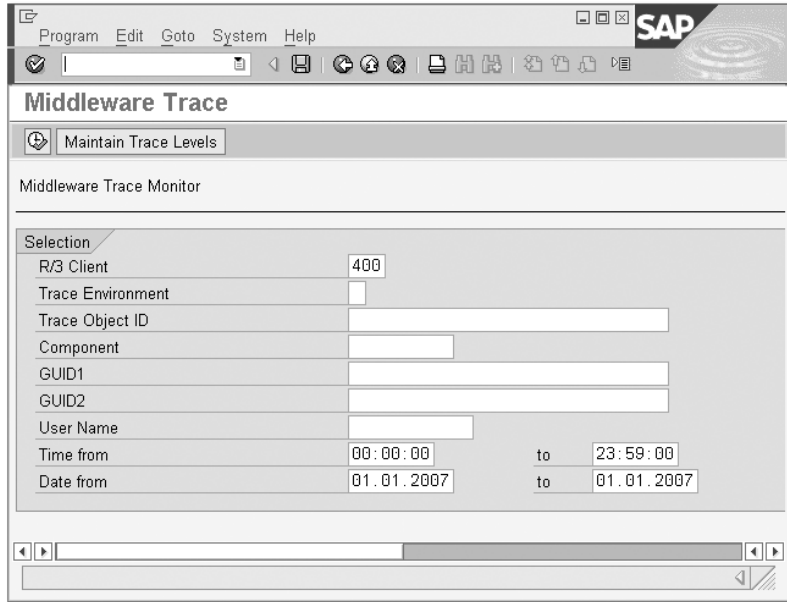 Program Edit Goto System Help
SAP
Middleware Trace
Maintain Trace Levels
Middleware Trace Monitor
Selection
R/3 Client 400
Trace Environment
Trace Object ID
Component
GUID1
GUID2
User Name
Time from 00:00:00 to 23:59:00
Date from 01.01.2007 to 01.01.2007